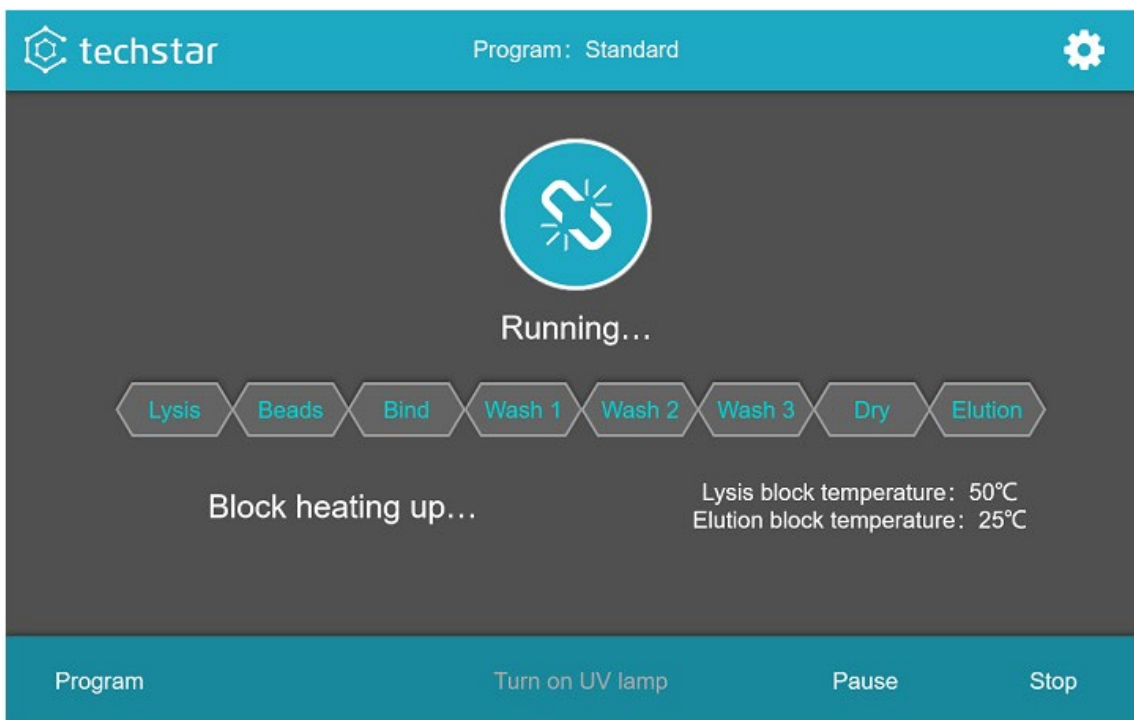 techstar
Program: Standard
Running...
Lysis Beads Bind Wash 1 Wash 2 Wash 3 Dry Elution
Block heating up...
Lysis block temperature: 50℃
Elution block temperature: 25℃
Program Turn on UV lamp Pause Stop